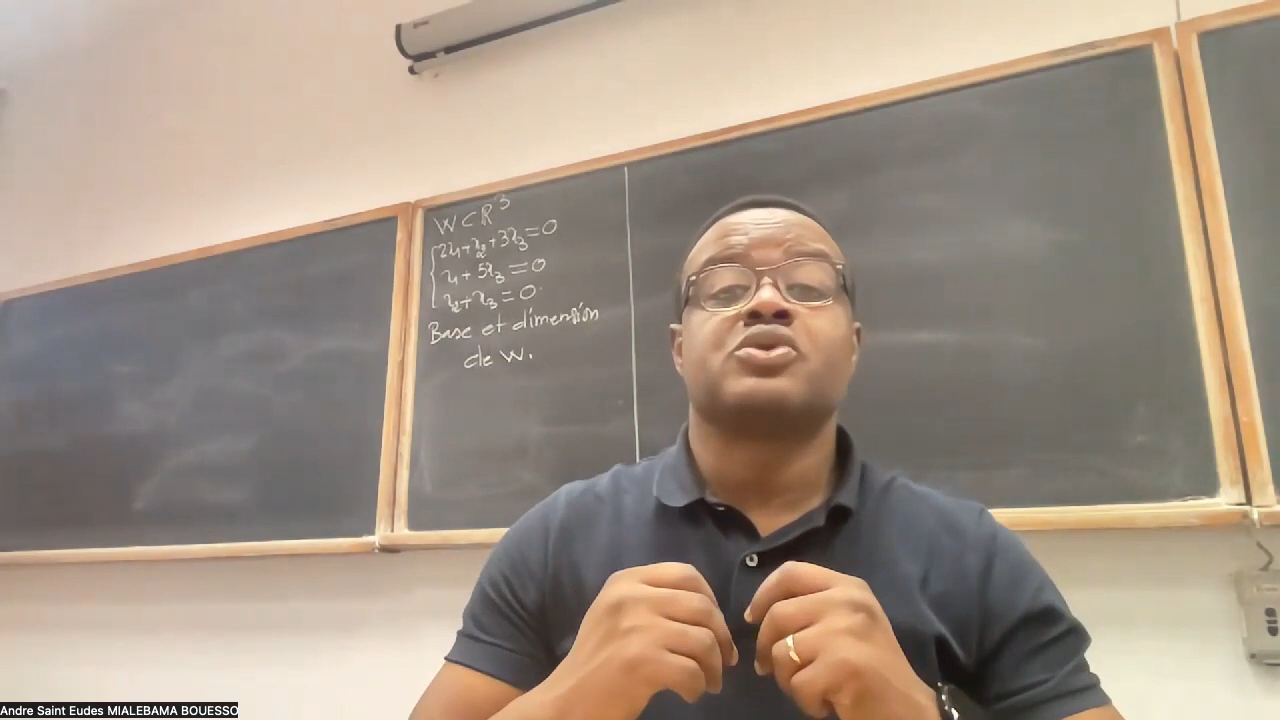 W⊂ℝ³
{2x₁+x₂+3x₃=0
x₁+5x₃=0
x₂+x₃=0.
Base et dimension
de W.
Andre Saint Eudes MIALEBAMA BOUESSO